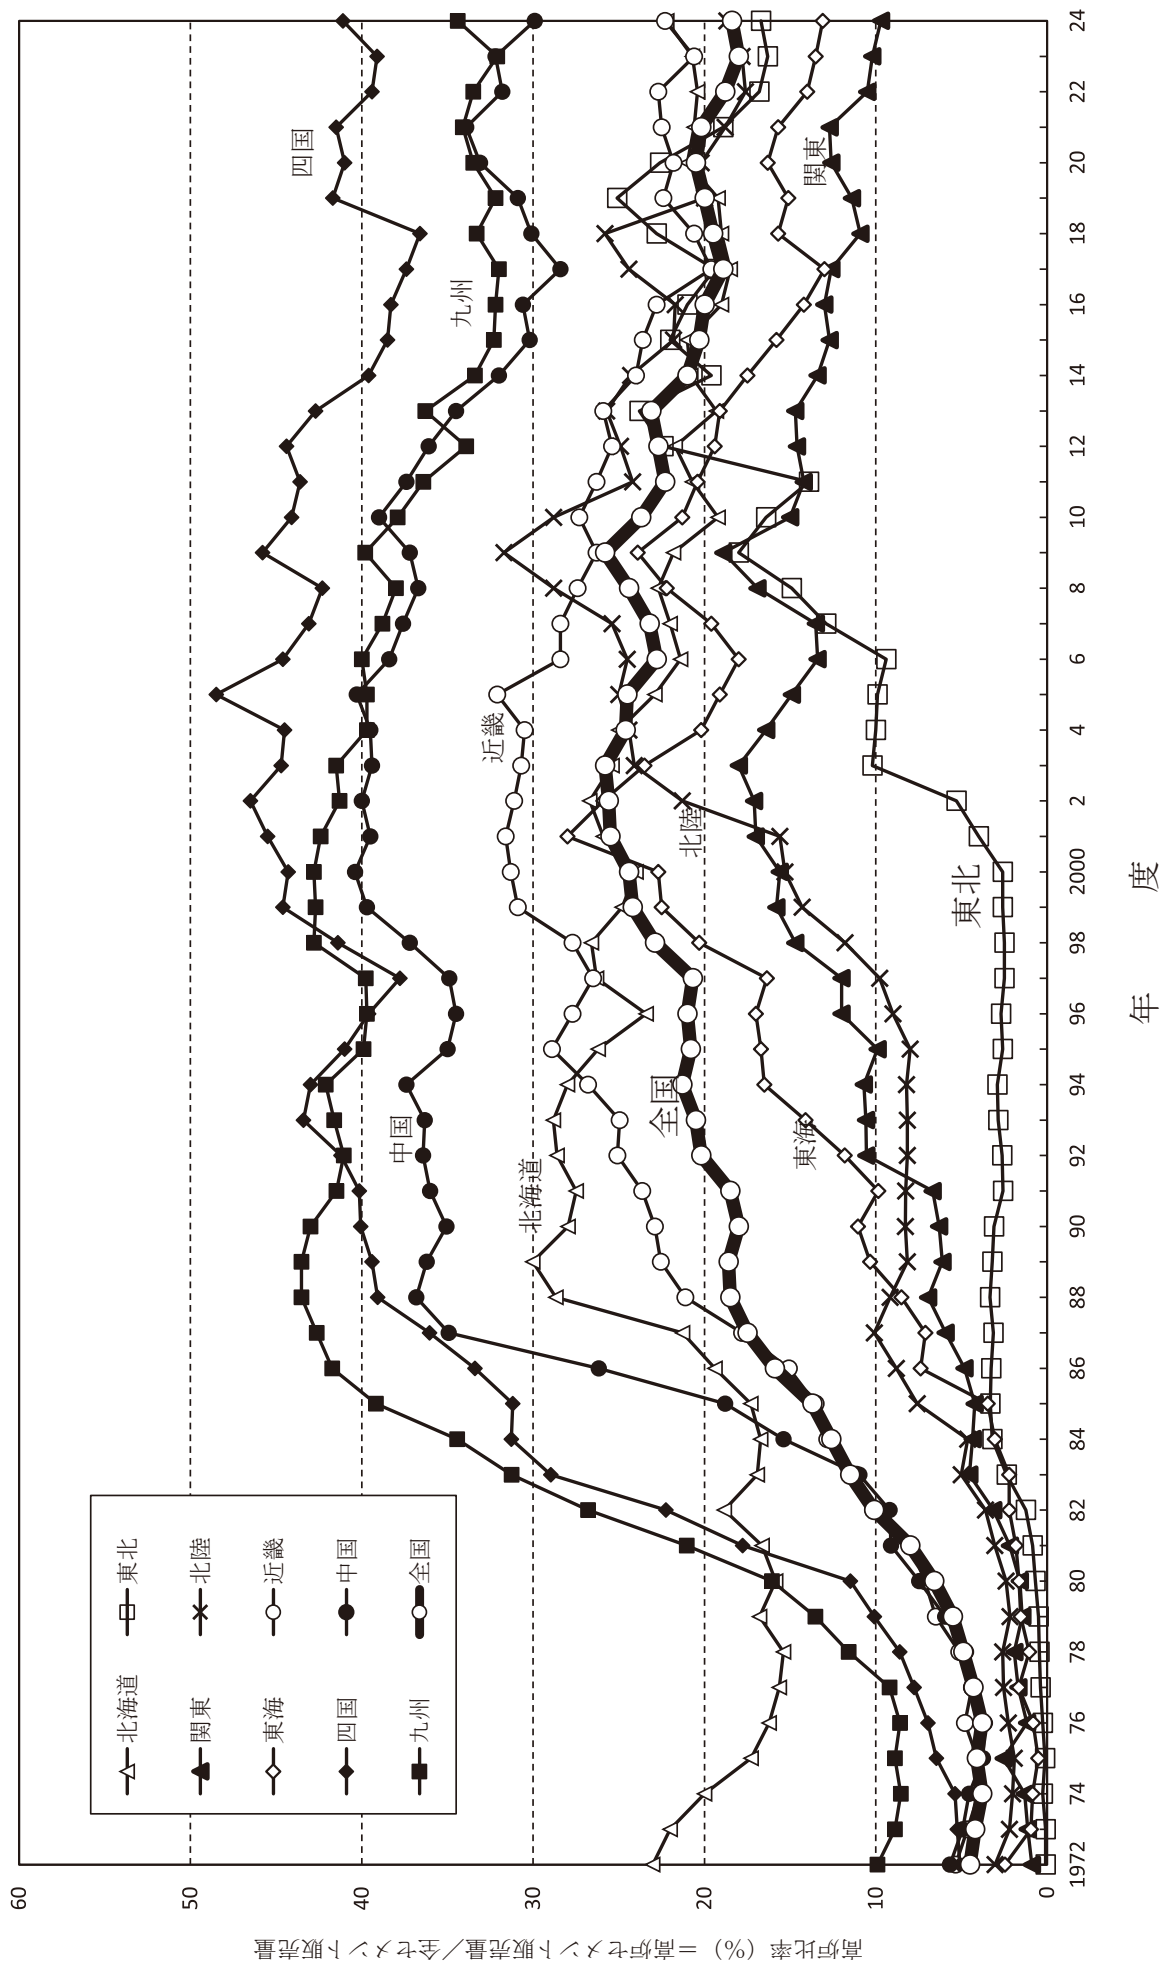 高炉比率（%）＝高炉セメント販売量／全セメント販売量
60
50
40
30
20
10
0
北海道 東北
関東 北陸
東海 近畿
四国 中国
九州 全国
四国
九州
中国
近畿
北海道
全国
北陸
東海
関東
東北
1972 74 76 78 80 82 84 86 88 90 92 94 96 98 2000 2 4 6 8 10 12 14 16 18 20 22 24
年 度